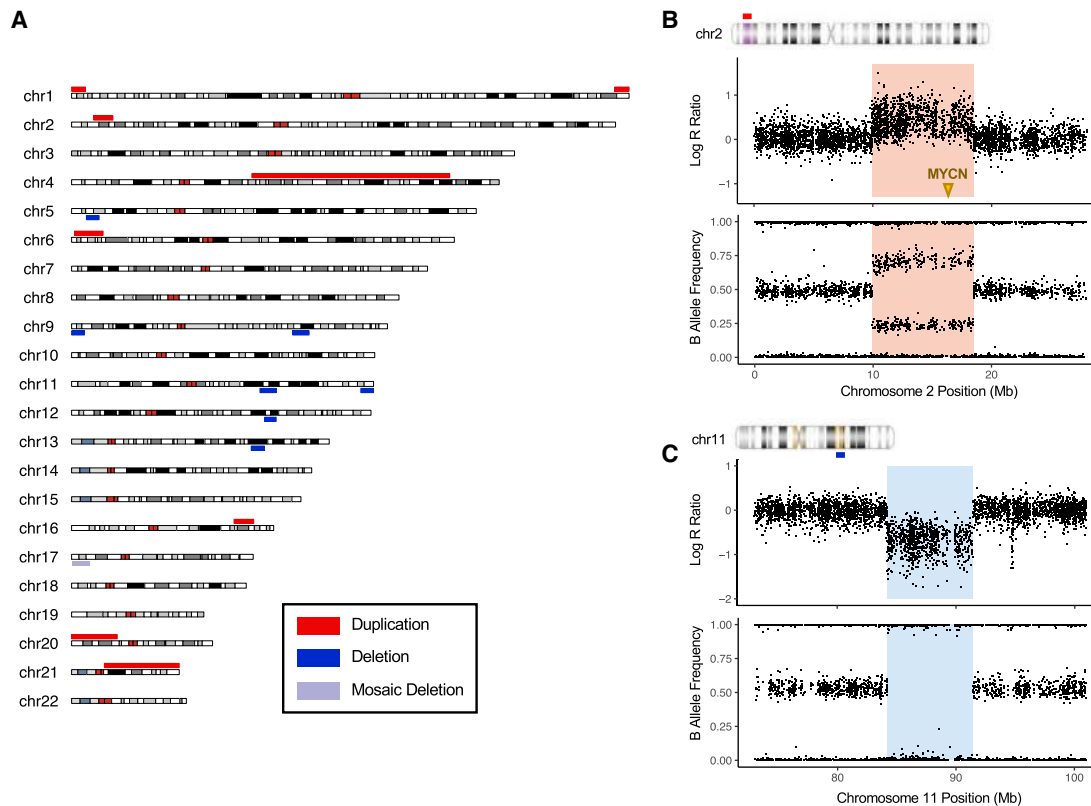 A
chr1
chr2
chr3
chr4
chr5
chr6
chr7
chr8
chr9
chr10
chr11
chr12
chr13
chr14
chr15
chr16
chr17
chr18
chr19
chr20
chr21
chr22
Duplication
Deletion
Mosaic Deletion
B
chr2
Log R Ratio
1
0
−1
MYCN
B Allele Frequency
1.00
0.75
0.50
0.25
0.00
0
10
20
Chromosome 2 Position (Mb)
C
chr11
Log R Ratio
1
0
−1
−2
B Allele Frequency
1.00
0.75
0.50
0.25
0.00
80
90
100
Chromosome 11 Position (Mb)